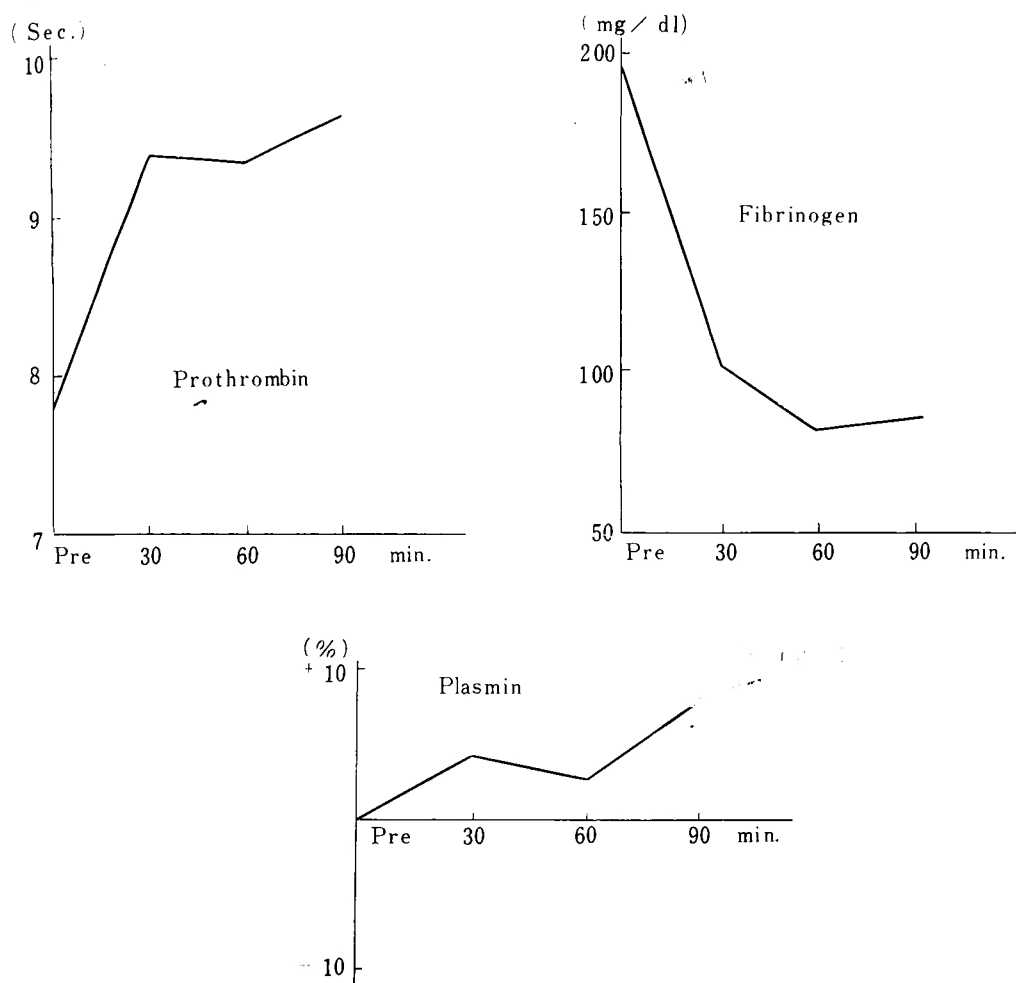 (Sec.)
10
9
8
7
Prothrombin
Pre 30 60 90 min.
(mg/dl)
200
150
100
50
Fibrinogen
Pre 30 60 90 min.
(%)
+ 10
Plasmin
Pre 30 60 90 min.
- 10